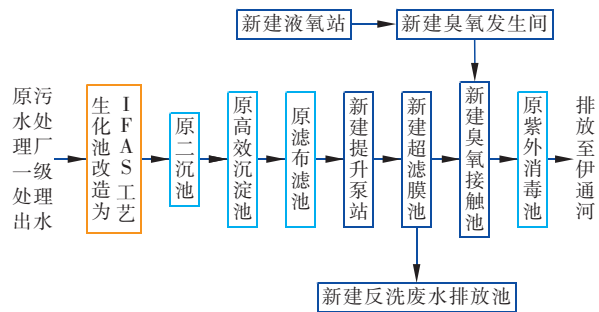 新建液氧站
新建臭氧发生间
原污
水处
理厂
一级
处理
出水
生化池改造为
IFAS工艺
原二沉池
原高效沉淀池
原滤布滤池
新建提升泵站
新建超滤膜池
新建臭氧接触池
原紫外消毒池
排放至伊通河
新建反洗废水排放池